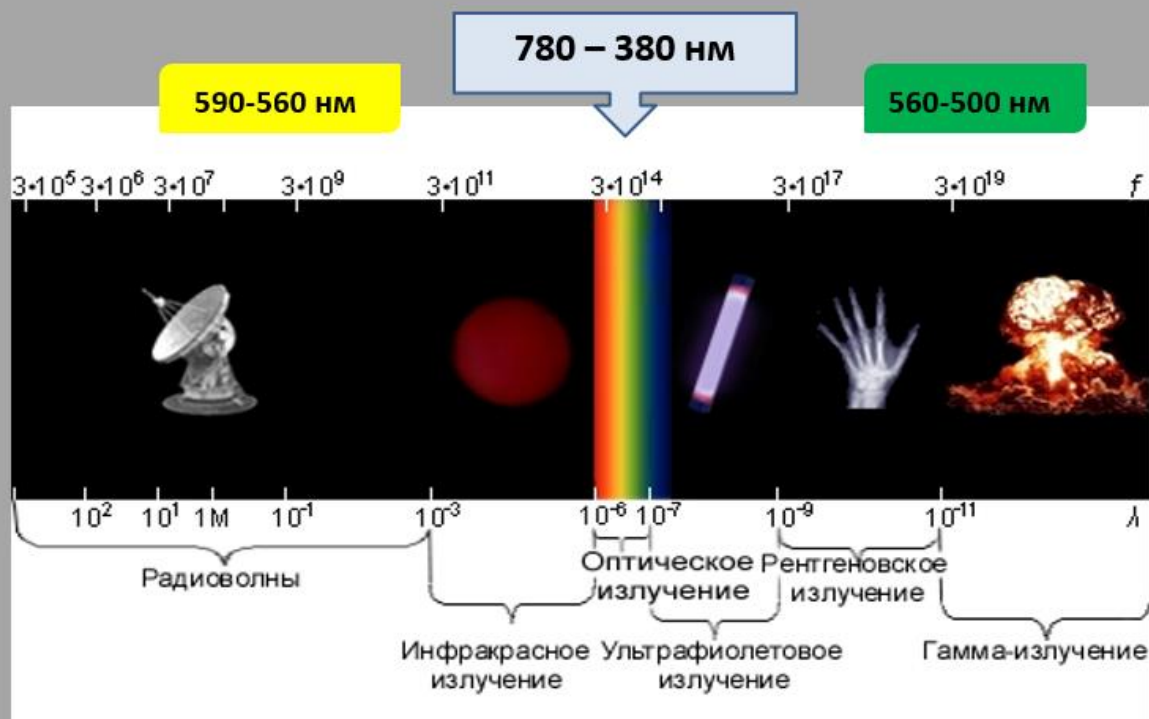 780 – 380 нм
590-560 нм
560-500 нм
3·10⁵ 3·10⁶ 3·10⁷ 3·10⁹ 3·10¹¹ 3·10¹⁴ 3·10¹⁷ 3·10¹⁹ f
10² 10¹ 1М 10⁻¹ 10⁻³ 10⁻⁶ 10⁻⁷ 10⁻⁹ 10⁻¹¹ λ
Радиоволны
Оптическое
излучение
Рентгеновское
излучение
Инфракрасное
излучение
Ультрафиолетовое
излучение
Гамма-излучение